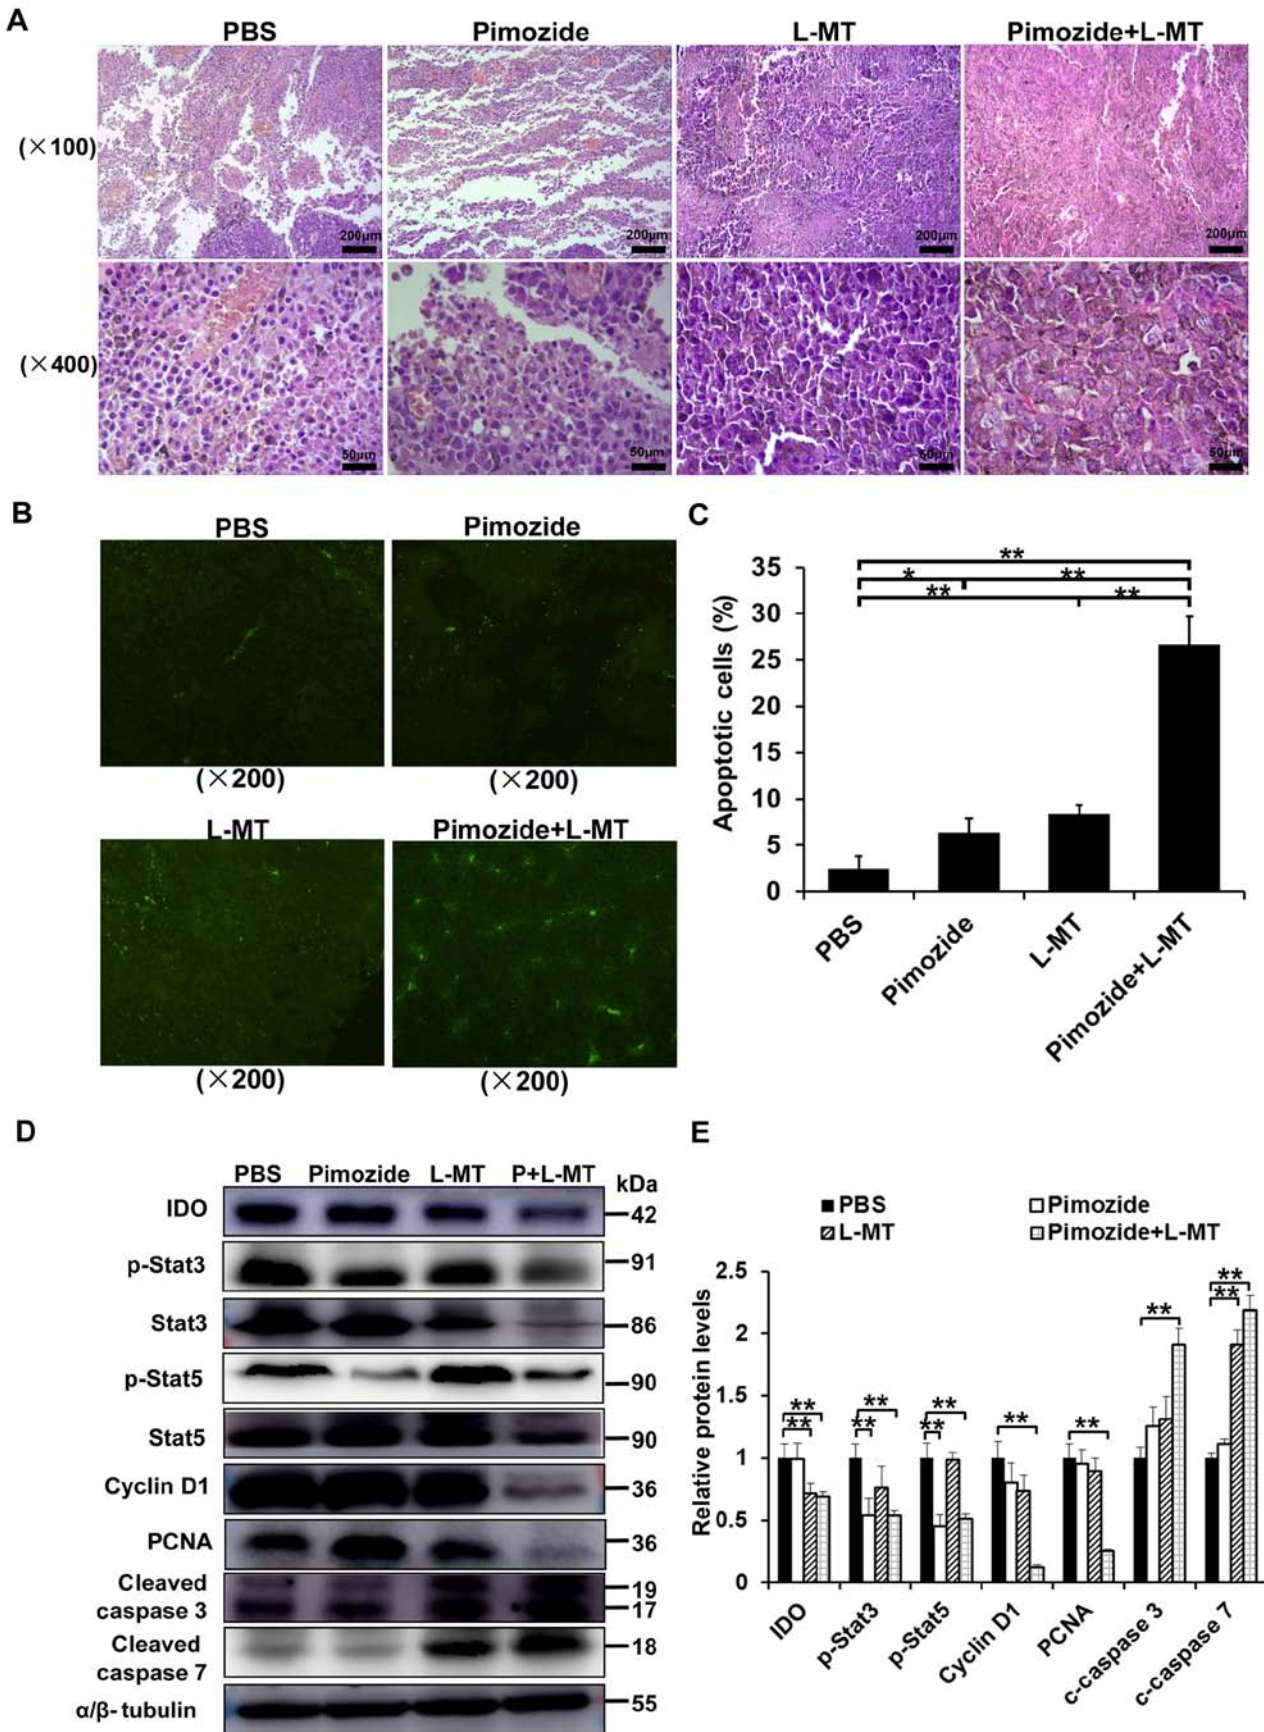 A
PBS Pimozide L-MT Pimozide+L-MT
(×100)
200μm 200μm 200μm 200μm
(×400)
50μm 50μm 50μm 50μm
B
PBS Pimozide
(×200) (×200)
L-MT Pimozide+L-MT
(×200) (×200)
C
**
* **
** **
Apoptotic cells (%)
35
30
25
20
15
10
5
0
PBS Pimozide L-MT Pimozide+L-MT
D
PBS Pimozide L-MT P+L-MT kDa
IDO 42
p-Stat3 91
Stat3 86
p-Stat5 90
Stat5 90
Cyclin D1 36
PCNA 36
Cleaved 19
caspase 3 17
Cleaved 18
caspase 7
α/β- tubulin 55
E
PBS Pimozide
L-MT Pimozide+L-MT
Relative protein levels
2.5
2
1.5
1
0.5
0
** ** ** ** ** ** ** ** ** ** **
IDO p-Stat3 p-Stat5 Cyclin D1 PCNA c-caspase 3 c-caspase 7